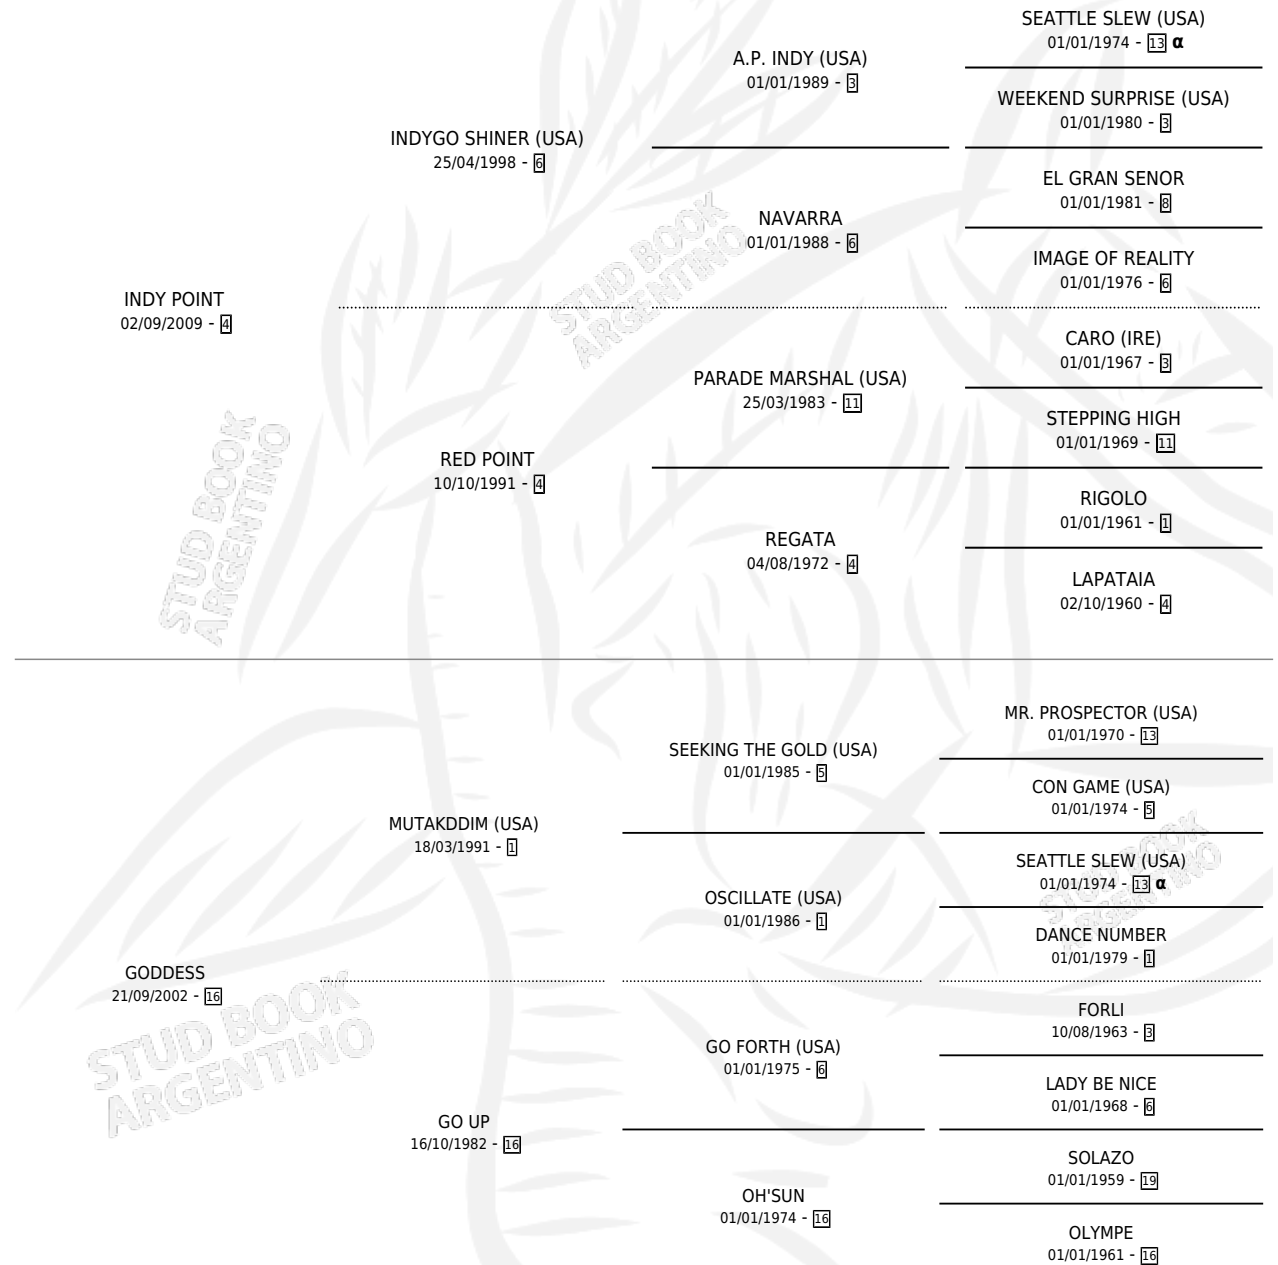 SEATTLE SLEW (USA)
01/01/1974 - 13 α
A.P. INDY (USA)
01/01/1989 - 3
WEEKEND SURPRISE (USA)
01/01/1980 - 3
INDYGO SHINER (USA)
25/04/1998 - 6
EL GRAN SENOR
01/01/1981 - 8
NAVARRA
01/01/1988 - 6
IMAGE OF REALITY
01/01/1976 - 6
INDY POINT
02/09/2009 - 4
CARO (IRE)
01/01/1967 - 3
PARADE MARSHAL (USA)
25/03/1983 - 11
STEPPING HIGH
01/01/1969 - 11
RED POINT
10/10/1991 - 4
RIGOLO
01/01/1961 - 1
REGATA
04/08/1972 - 4
LAPATAIA
02/10/1960 - 4
MR. PROSPECTOR (USA)
01/01/1970 - 13
SEEKING THE GOLD (USA)
01/01/1985 - 5
CON GAME (USA)
01/01/1974 - 5
MUTAKDDIM (USA)
18/03/1991 - 1
SEATTLE SLEW (USA)
01/01/1974 - 13 α
OSCILLATE (USA)
01/01/1986 - 1
DANCE NUMBER
01/01/1979 - 1
GODDESS
21/09/2002 - 16
FORLI
10/08/1963 - 3
GO FORTH (USA)
01/01/1975 - 6
LADY BE NICE
01/01/1968 - 6
GO UP
16/10/1982 - 16
SOLAZO
01/01/1959 - 19
OH'SUN
01/01/1974 - 16
OLYMPE
01/01/1961 - 16
STUD BOOK
ARGENTINO
STUD BOOK
ARGENTINO
STUD BOOK
ARGENTINO
STUD BOOK
ARGENTINO